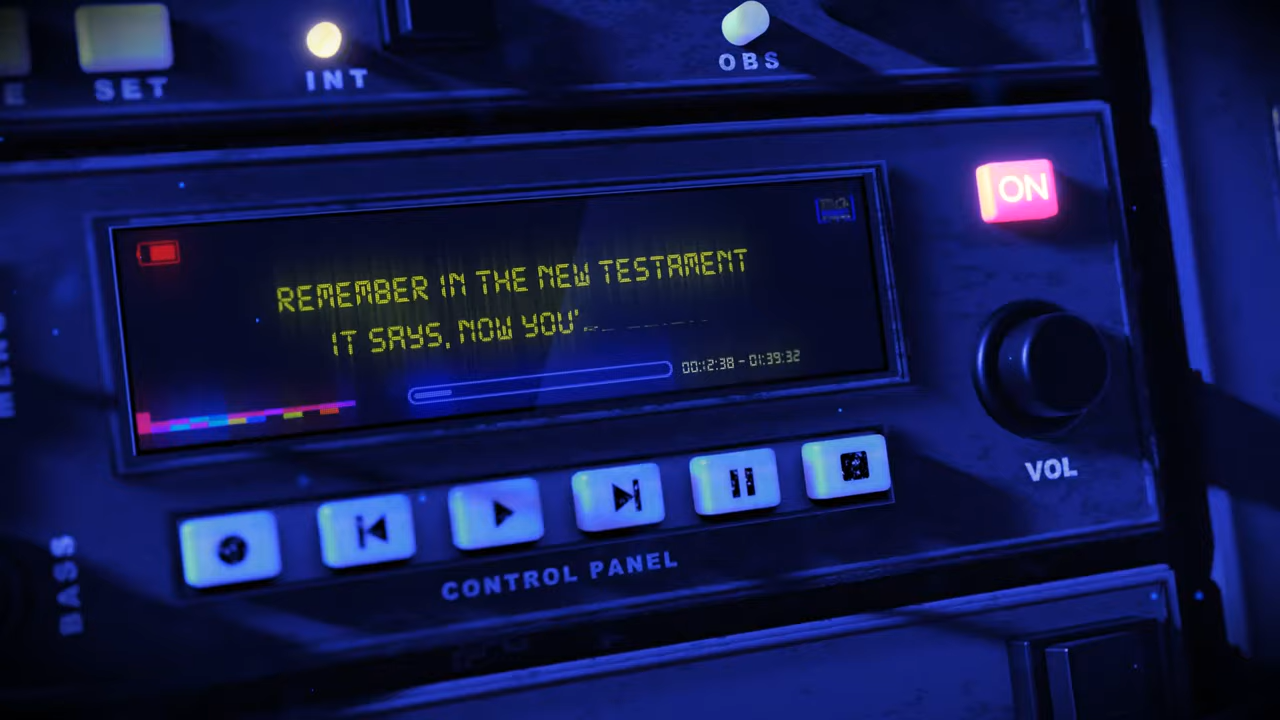 E
SET
INT
OBS
ON
REMEMBER IN THE NEW TESTAMENT
IT SAYS, NOW YOU'
00:12:38 - 01:39:32
VOL
MENU
BASS
CONTROL PANEL